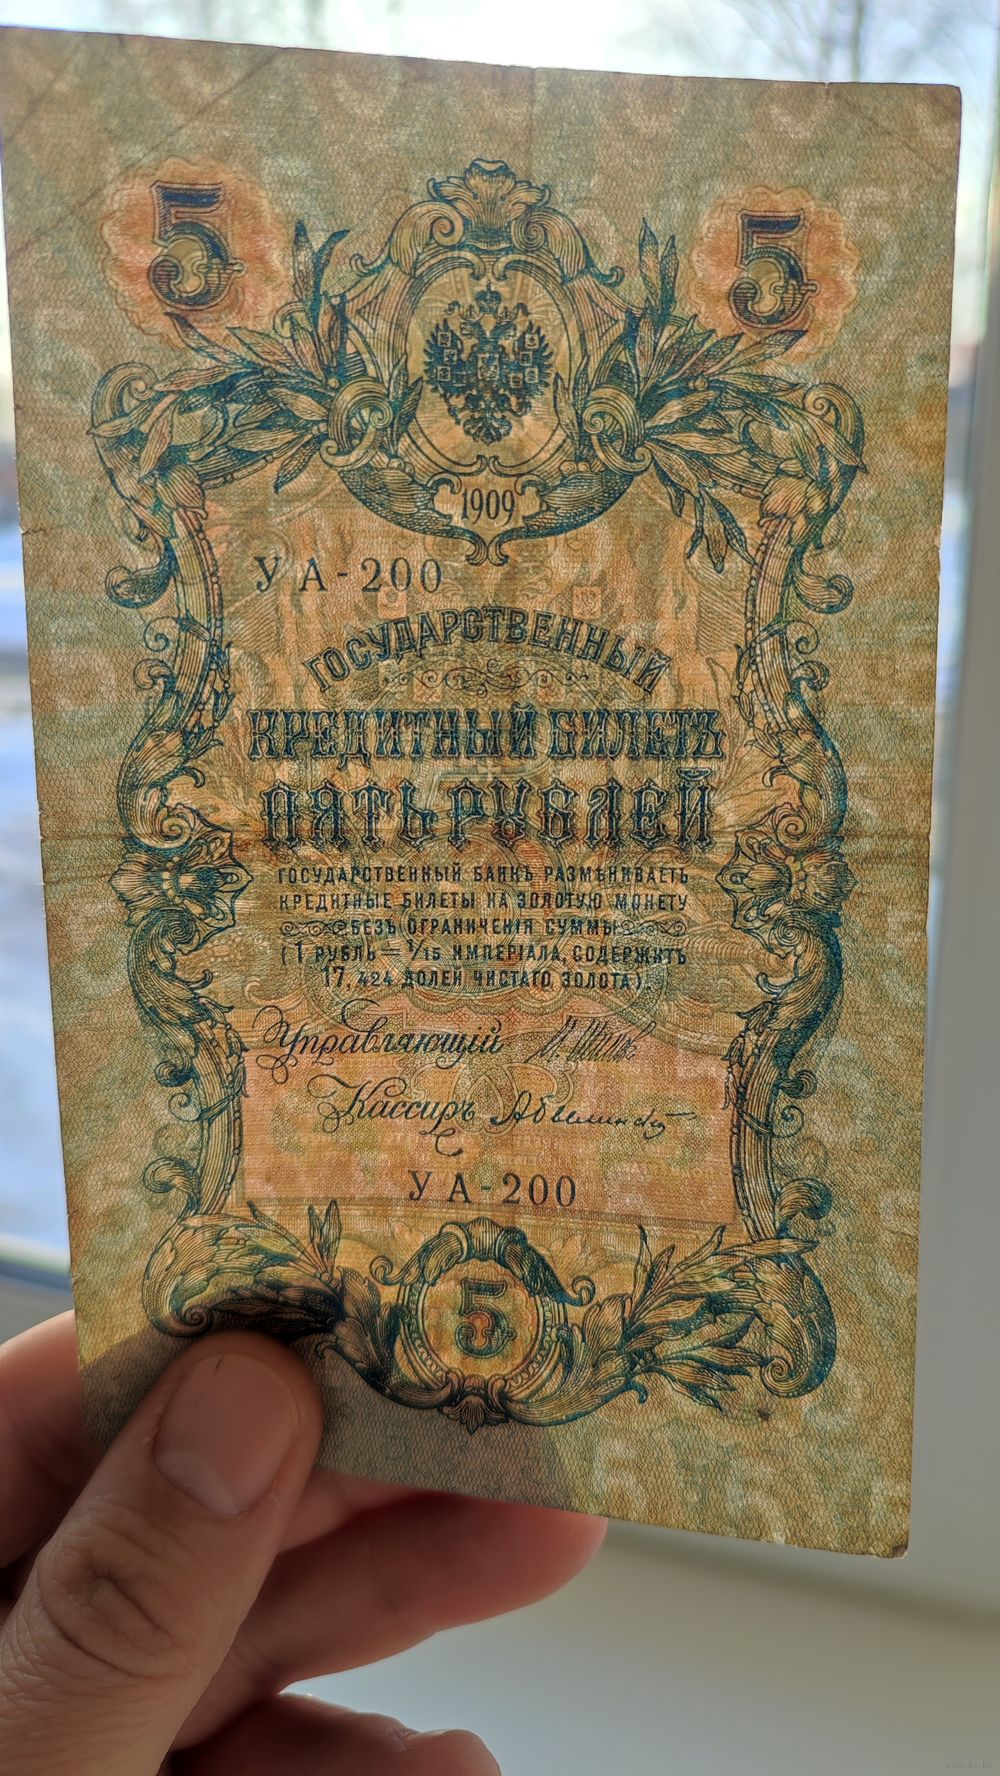 5 5
1909
УА-200
ГОСУДАРСТВЕННЫЙ
КРЕДИТНЫЙ БИЛЕТЪ
ПЯТЬ РУБЛЕЙ
ГОСУДАРСТВЕННЫЙ БАНКЪ РАЗМѢНИВАЕТЪ
КРЕДИТНЫЕ БИЛЕТЫ НА ЗОЛОТУЮ МОНЕТУ
БЕЗЪ ОГРАНИЧЕНІЯ СУММЫ
(1 РУБЛЬ = 1/15 ИМПЕРІАЛА, СОДЕРЖИТЪ
17,424 ДОЛЕЙ ЧИСТАГО ЗОЛОТА).
Управляющій
Кассиръ
УА-200
5